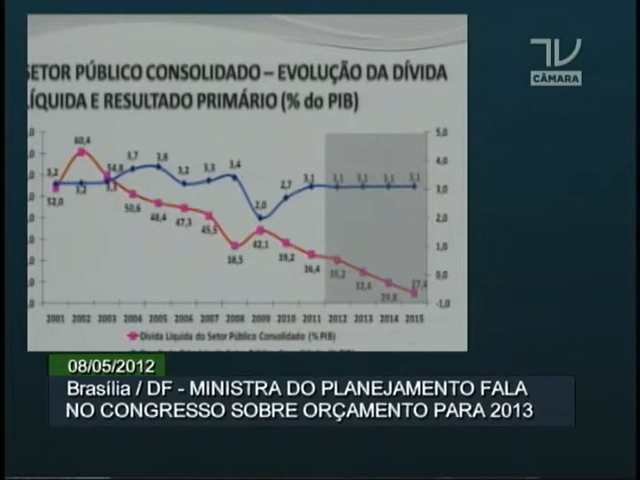 TV
CÂMARA
SETOR PÚBLICO CONSOLIDADO – EVOLUÇÃO DA DÍVIDA
LÍQUIDA E RESULTADO PRIMÁRIO (% do PIB)
60,4
5,0
3,2 54,8 3,7 3,8 3,2 3,3 3,4 2,7 3,1 3,1 3,1 3,1 3,1
4,0
52,0 3,2 3,3 2,0
3,0
50,6 48,4 47,3 45,5 38,5 42,1 39,2 36,4 35,2 32,4 27,4
2,0
1,0
0,0
-1,0
2001 2002 2003 2004 2005 2006 2007 2008 2009 2010 2011 2012 2013 2014 2015
Dívida Líquida do Setor Público Consolidado (% PIB)
08/05/2012
Brasília / DF - MINISTRA DO PLANEJAMENTO FALA
NO CONGRESSO SOBRE ORÇAMENTO PARA 2013